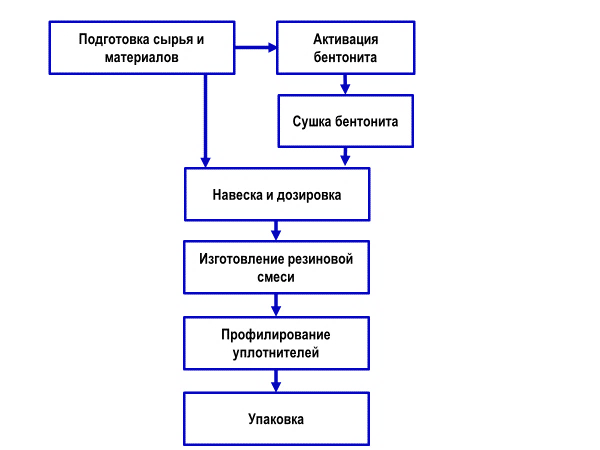 Подготовка сырья и
материалов
Активация
бентонита
Сушка бентонита
Навеска и дозировка
Изготовление резиновой
смеси
Профилирование
уплотнителей
Упаковка